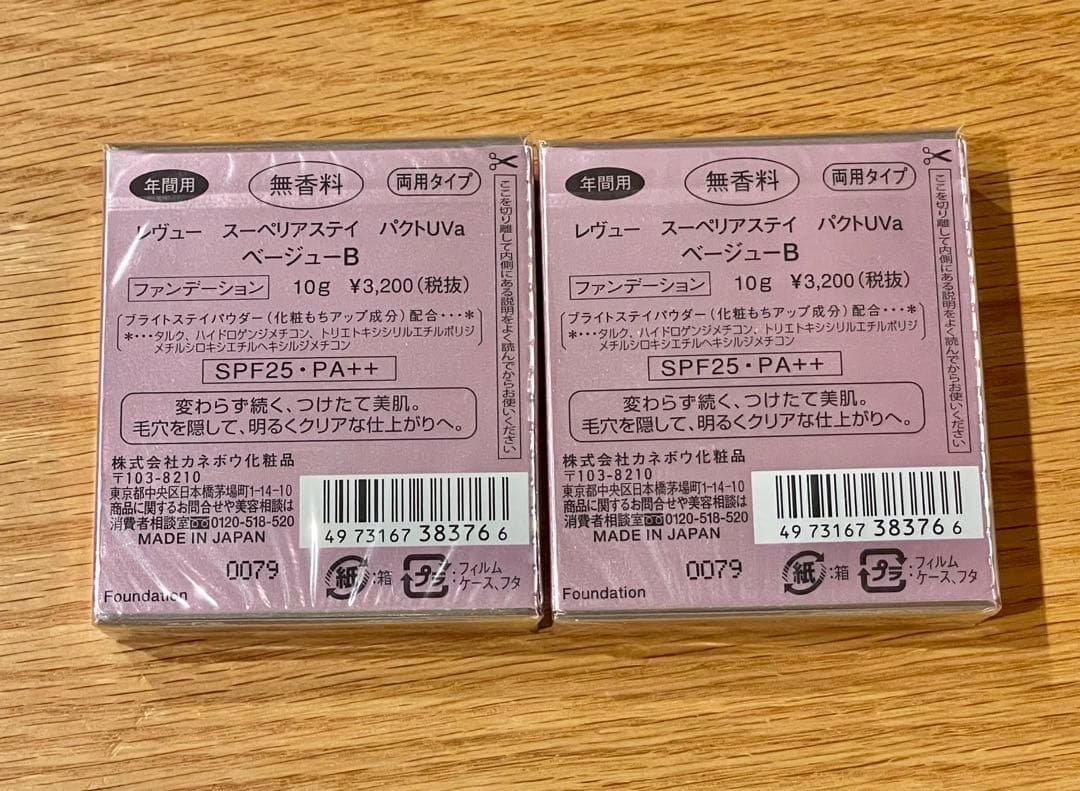 年間用 無香料 両用タイプ
レヴュー スーペリアステイ パクトUVa
ベージューB
ファンデーション 10g ¥3,200(税抜)
ブライトステイパウダー(化粧もちアップ成分)配合・・・*
*・・・タルク、ハイドロゲンジメチコン、トリエトキシシリルエチルポリジ
メチルシロキシエチルヘキシルジメチコン
SPF25・PA++
変わらず続く、つけたて美肌。
毛穴を隠して、明るくクリアな仕上がりへ。
株式会社カネボウ化粧品
〒103-8210
東京都中央区日本橋茅場町1-14-10
商品に関するお問合せや美容相談は
消費者相談室 0120-518-520
MADE IN JAPAN
4973167383766
0079
紙:箱 プラ:フィルム
ケース、フタ
Foundation
ここを切り離して内側にある説明をよく読んでからお使いください
年間用 無香料 両用タイプ
レヴュー スーペリアステイ パクトUVa
ベージューB
ファンデーション 10g ¥3,200(税抜)
ブライトステイパウダー(化粧もちアップ成分)配合・・・*
*・・・タルク、ハイドロゲンジメチコン、トリエトキシシリルエチルポリジ
メチルシロキシエチルヘキシルジメチコン
SPF25・PA++
変わらず続く、つけたて美肌。
毛穴を隠して、明るくクリアな仕上がりへ。
株式会社カネボウ化粧品
〒103-8210
東京都中央区日本橋茅場町1-14-10
商品に関するお問合せや美容相談は
消費者相談室 0120-518-520
MADE IN JAPAN
4973167383766
0079
紙:箱 プラ:フィルム
ケース、フタ
Foundation
ここを切り離して内側にある説明をよく読んでからお使いください